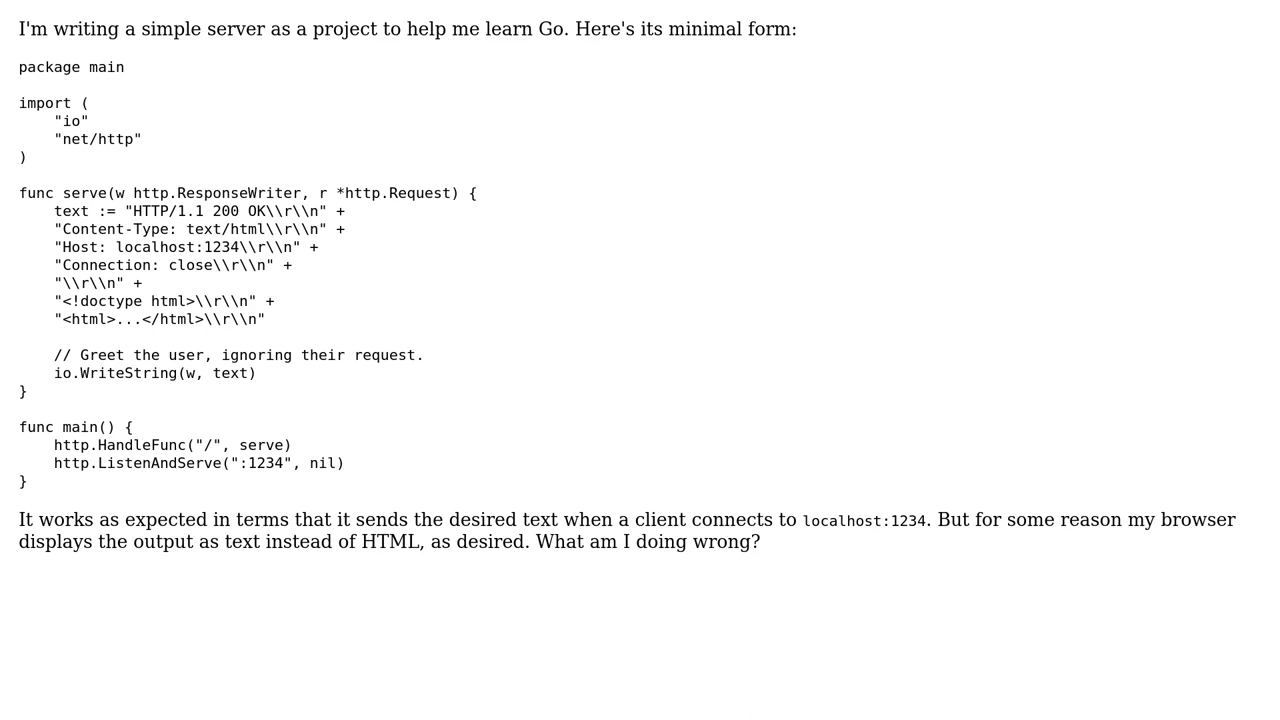 I'm writing a simple server as a project to help me learn Go. Here's its minimal form:
package main
import (
    "io"
    "net/http"
)
func serve(w http.ResponseWriter, r *http.Request) {
    text := "HTTP/1.1 200 OK\\r\\n" +
    "Content-Type: text/html\\r\\n" +
    "Host: localhost:1234\\r\\n" +
    "Connection: close\\r\\n" +
    "\\r\\n" +
    "<!doctype html>\\r\\n" +
    "<html>...</html>\\r\\n"
    // Greet the user, ignoring their request.
    io.WriteString(w, text)
}
func main() {
    http.HandleFunc("/", serve)
    http.ListenAndServe(":1234", nil)
}
It works as expected in terms that it sends the desired text when a client connects to localhost:1234. But for some reason my browser
displays the output as text instead of HTML, as desired. What am I doing wrong?